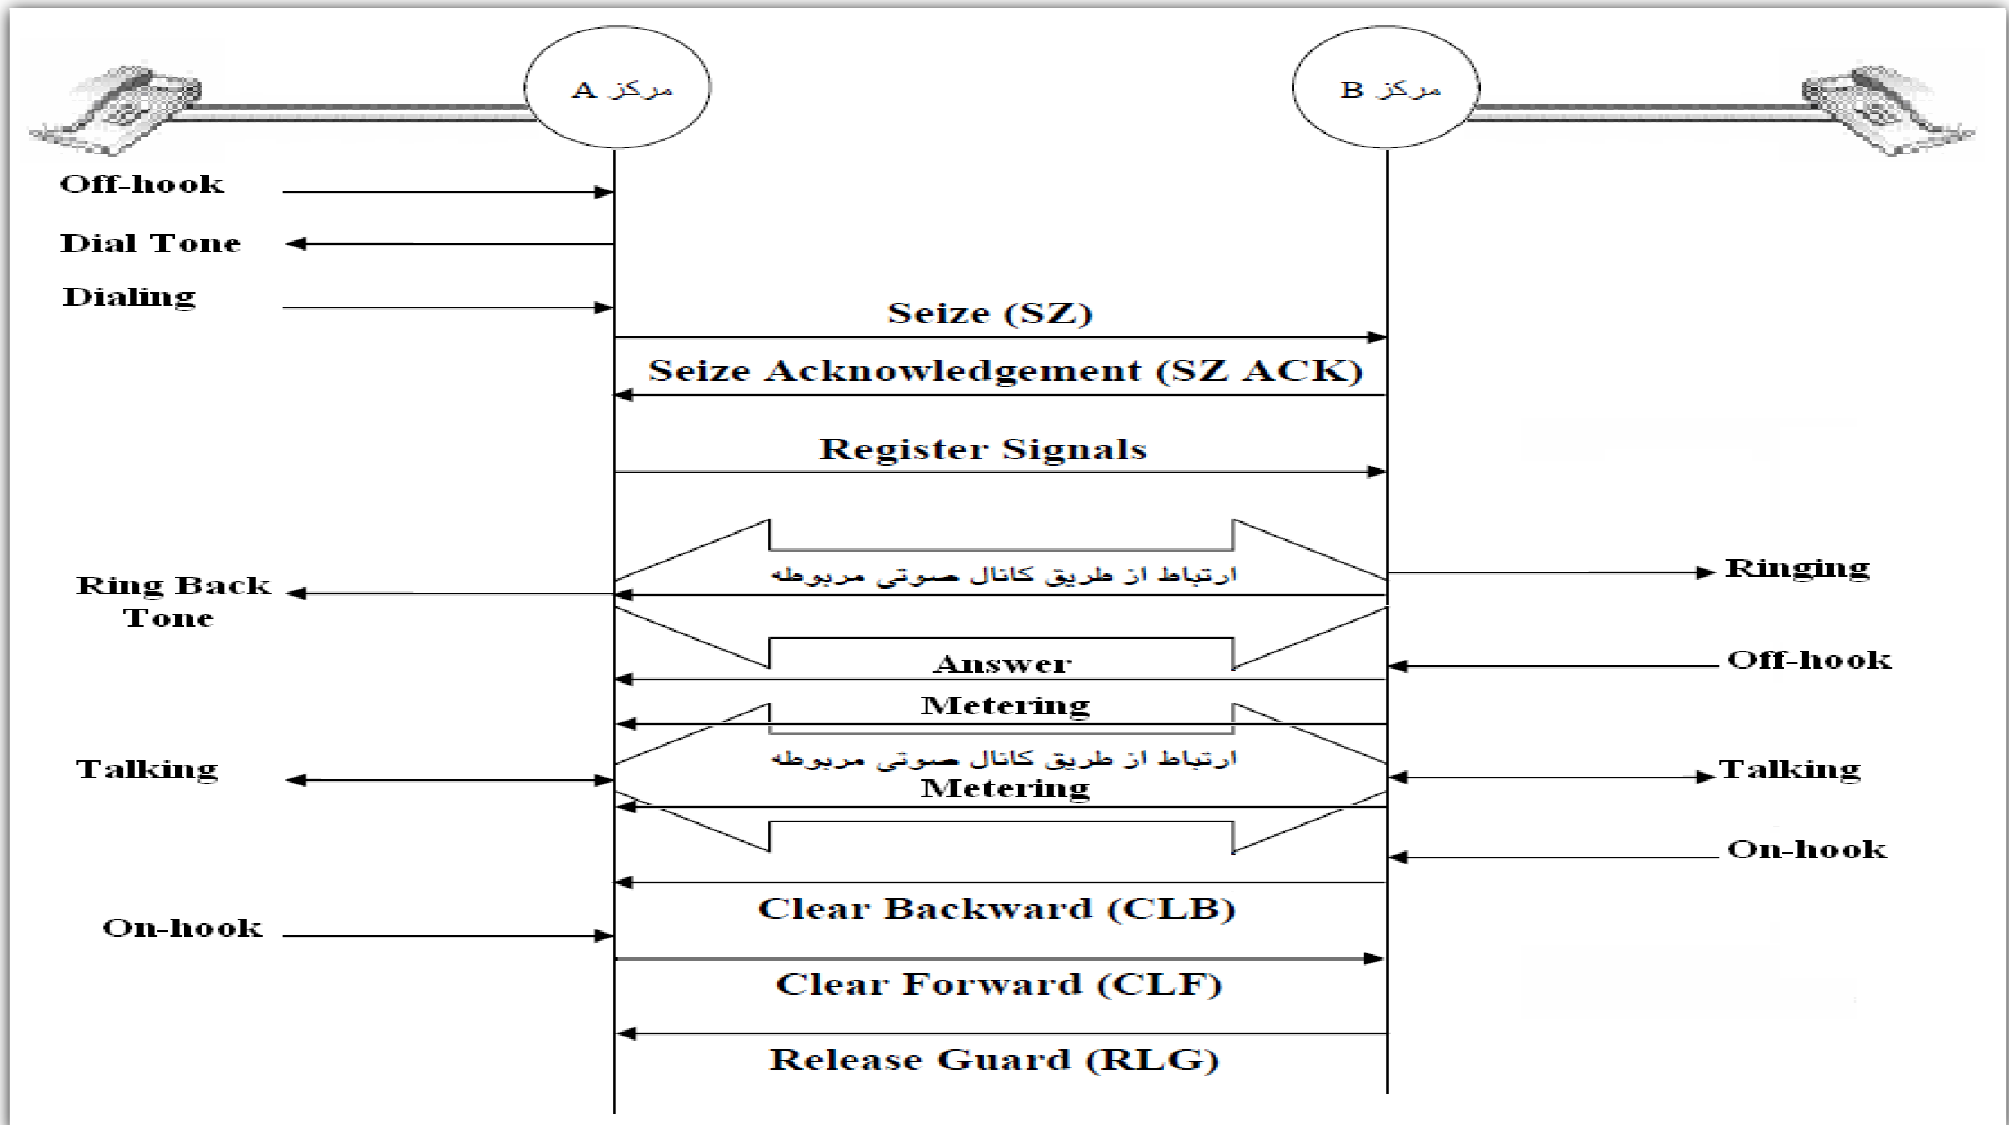 مرکز A
مرکز B
Off-hook
Dial Tone
Dialing
Seize (SZ)
Seize Acknowledgement (SZ ACK)
Register Signals
ارتباط از طریق کانال صوتی مربوطه
Ringing
Ring Back
Tone
Answer
Off-hook
Metering
ارتباط از طریق کانال صوتی مربوطه
Talking
Talking
Metering
On-hook
Clear Backward (CLB)
On-hook
Clear Forward (CLF)
Release Guard (RLG)